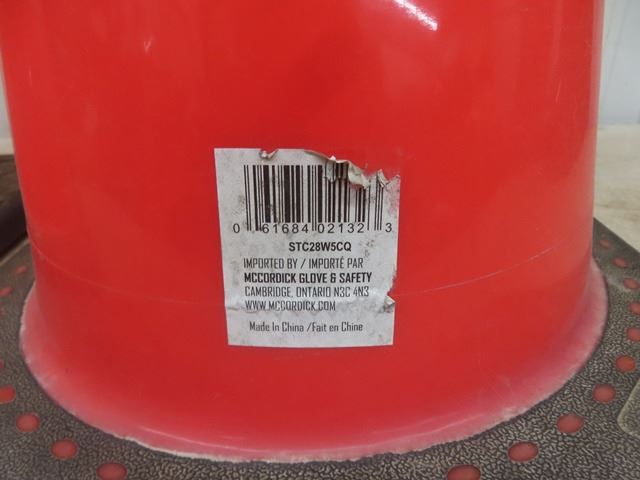 0 61684 02132 3
STC28W5CQ
IMPORTED BY / IMPORTÉ PAR
MCCORDICK GLOVE & SAFETY
CAMBRIDGE, ONTARIO N3C 4N3
WWW.MCCORDICK.COM
Made In China /Fait en Chine